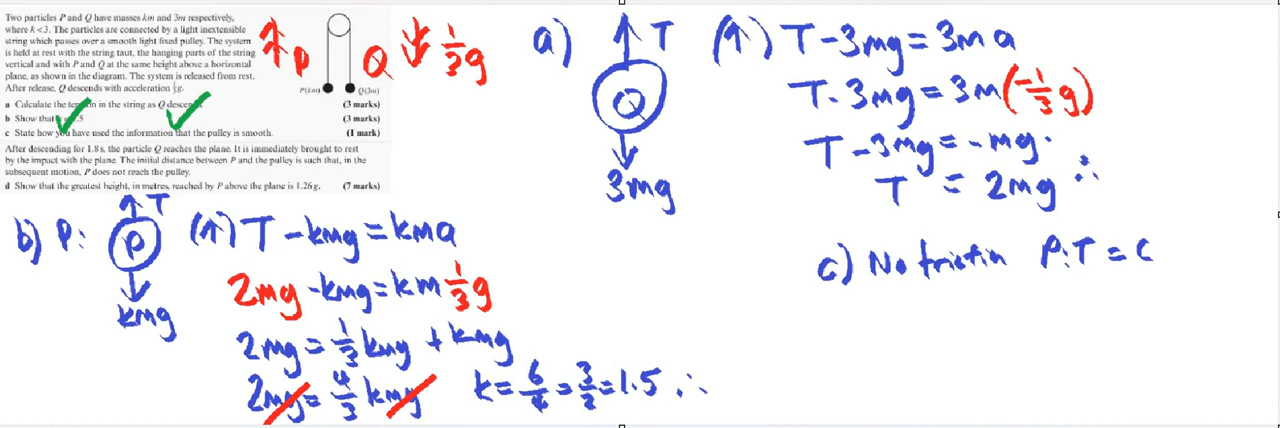 Two particles P and Q have masses km and 3m respectively,
where k < 3. The particles are connected by a light inextensible
string which passes over a smooth light fixed pulley. The system
is held at rest with the string taut, the hanging parts of the string
vertical and with P and Q at the same height above a horizontal
plane, as shown in the diagram. The system is released from rest.
After release, Q descends with acceleration 1/3 g.
a Calculate the in the string as Q (3 marks)
b Show that .5 (3 marks)
c State how you have used the information that the pulley is smooth. (1 mark)
After descending for 1.8 s, the particle Q reaches the plane. It is immediately brought to rest
by the impact with the plane. The initial distance between P and the pulley is such that, in the
subsequent motion, P does not reach the pulley.
d Show that the greatest height, in metres, reached by P above the plane is 1.26g. (7 marks)
P(km) Q(3m)
P Q 1/3 g
a) T
Q
3mg
(↑) T - 3mg = 3ma
T - 3mg = 3m(-1/3 g)
T - 3mg = -mg
T = 2mg ∴
b) P: T
P
kmg
(↑) T - kmg = kma
2mg - kmg = km 1/3 g
2mg = 1/3 kmg + kmg
2mg = 4/3 kmg k = 6/4 = 3/2 = 1.5 ∴
c) No frictin P: T = C